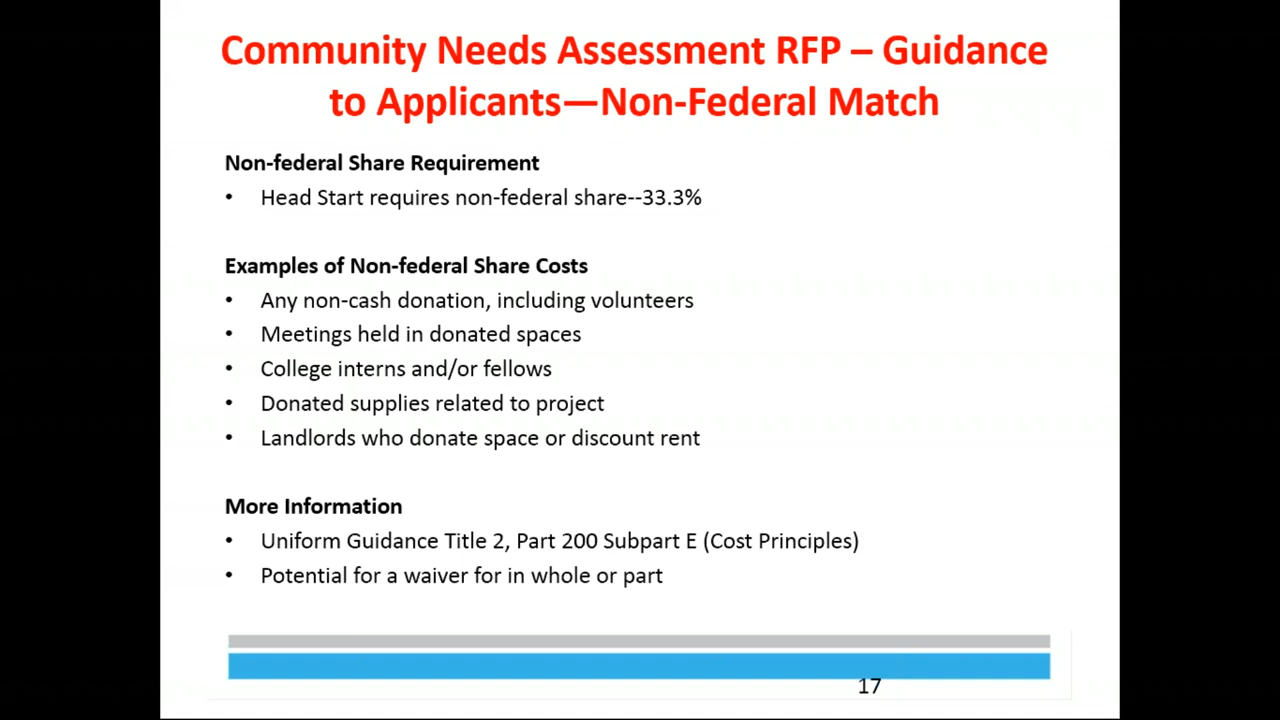 Community Needs Assessment RFP – Guidance
to Applicants—Non-Federal Match
Non-federal Share Requirement
• Head Start requires non-federal share--33.3%
Examples of Non-federal Share Costs
• Any non-cash donation, including volunteers
• Meetings held in donated spaces
• College interns and/or fellows
• Donated supplies related to project
• Landlords who donate space or discount rent
More Information
• Uniform Guidance Title 2, Part 200 Subpart E (Cost Principles)
• Potential for a waiver for in whole or part
17